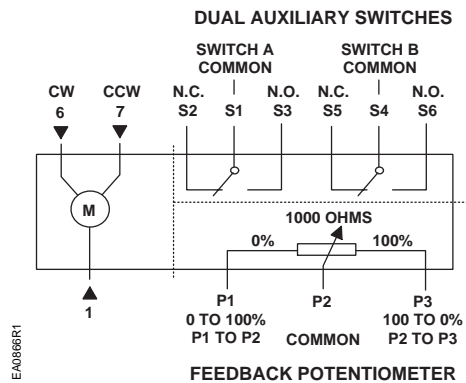 DUAL AUXILIARY SWITCHES
SWITCH A
COMMON
SWITCH B
COMMON
CW
6
CCW
7
N.C.
S2
S1
N.O.
S3
N.C.
S5
S4
N.O.
S6
M
1000 OHMS
0%
100%
1
P1
0 TO 100%
P1 TO P2
P2
COMMON
P3
100 TO 0%
P2 TO P3
FEEDBACK POTENTIOMETER
EA0866R1